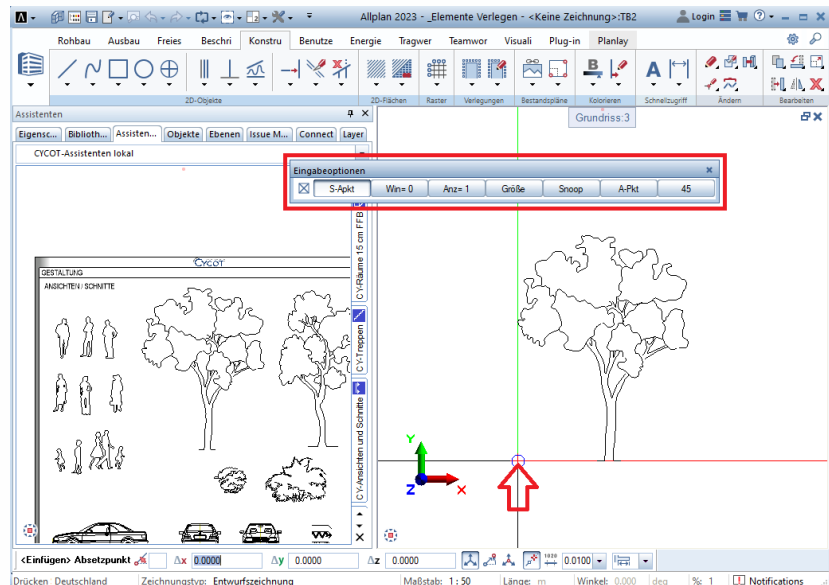 Allplan 2023 - _Elemente Verlegen - <Keine Zeichnung>:TB2
Login
Rohbau Ausbau Freies Beschri Konstru Benutze Energie Tragwer Teamwor Visuali Plug-in Planlay
2D-Objekte 2D-Flächen Raster Verlegungen Bestandspläne Kolorieren Schnellzugriff Ändern Bearbeiten
Assistenten
Grundriss:3
Eigensc... Biblioth... Assisten... Objekte Ebenen Issue M... Connect Layer
CYCOT-Assistenten lokal
Eingabeoptionen
S-Apkt Win= 0 Anz= 1 Größe Snoop A-Pkt 45
CYCOT
GESTALTUNG
ANSICHTEN / SCHNITTE
CY-Räume 15 cm FFB
CY-Treppen
CY-Ansichten und Schnitte
Y
Z
X
<Einfügen> Absetzpunkt Δx 0.0000 Δy 0.0000 Δz 0.0000 0.0100
Drücken Deutschland Zeichnungstyp: Entwurfszeichnung Maßstab: 1 : 50 Länge: m Winkel: 0.000 deg %: 1 Notifications